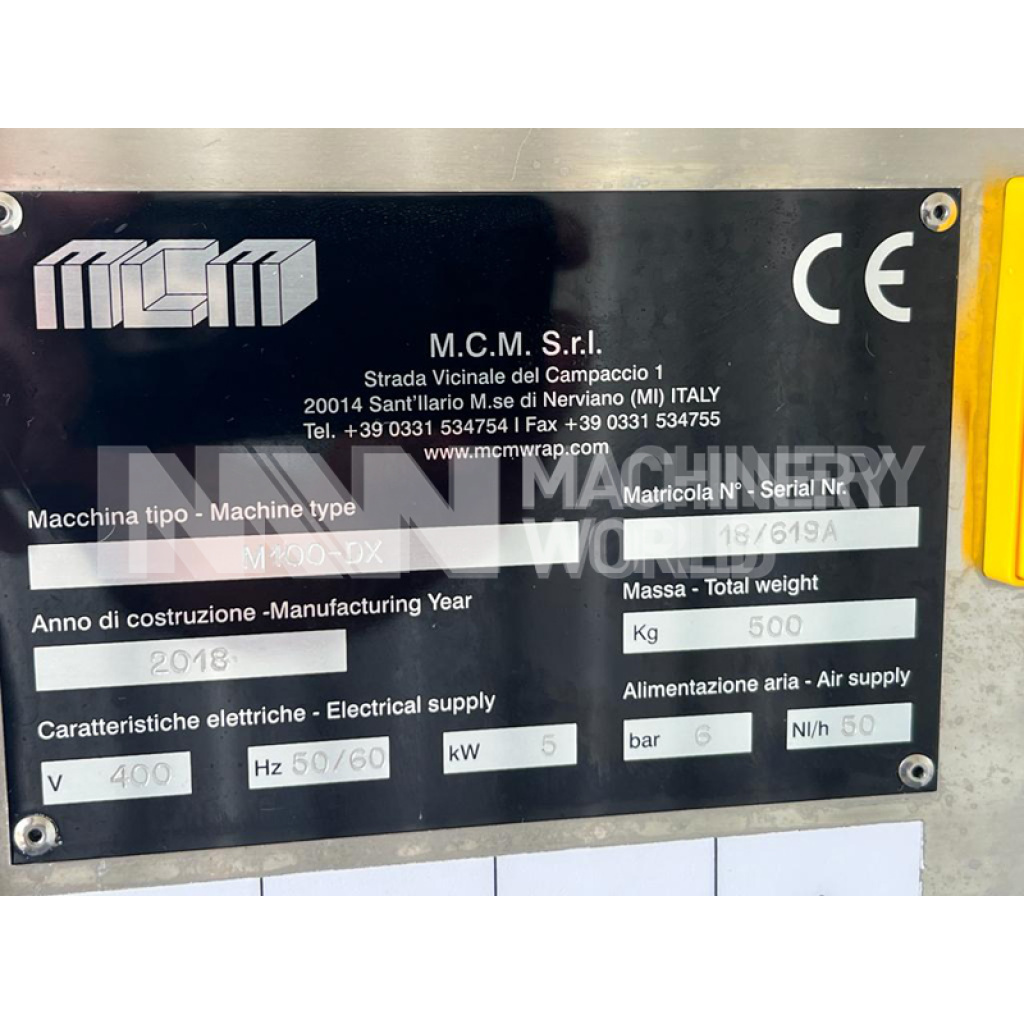 mcm
CE
M.C.M. S.r.l.
Strada Vicinale del Campaccio 1
20014 Sant'Ilario M.se di Nerviano (MI) ITALY
Tel. +39 0331 534754 I Fax +39 0331 534755
www.mcmwrap.com
MACHINERY
WORLD
Macchina tipo - Machine type
M100-DX
Matricola N° - Serial Nr.
18/619A
Anno di costruzione -Manufacturing Year
2018
Massa - Total weight
Kg 500
Caratteristiche elettriche - Electrical supply
V 400 Hz 50/60 kW 5
Alimentazione aria - Air supply
bar 6 Nl/h 50